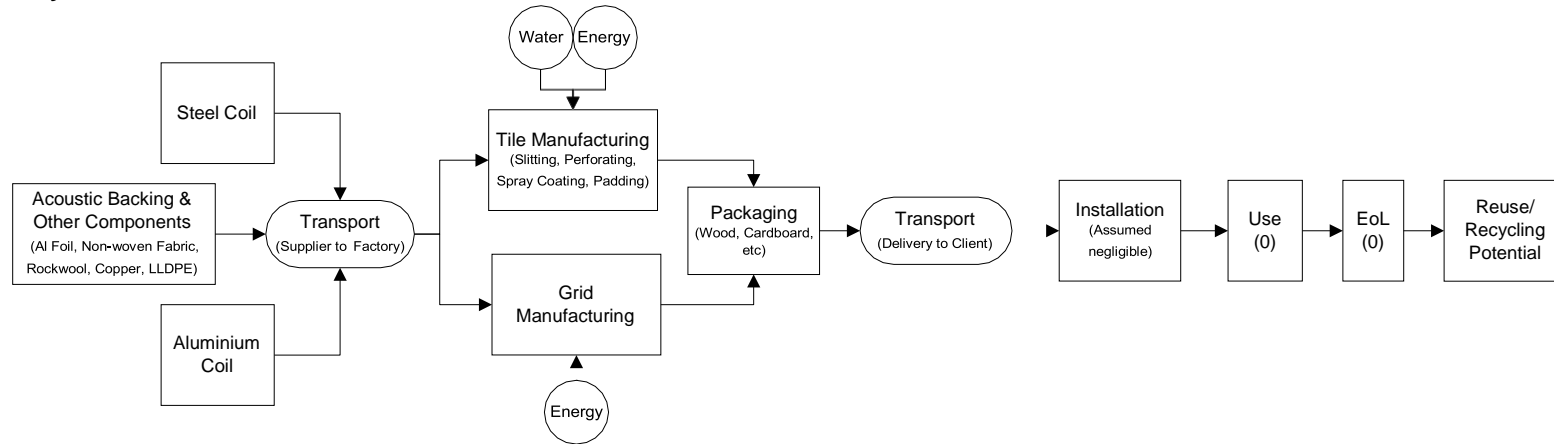 Water
Energy
Steel Coil
Tile Manufacturing
(Slitting, Perforating,
Spray Coating, Padding)
Acoustic Backing &
Other Components
(Al Foil, Non-woven Fabric,
Rockwool, Copper, LLDPE)
Transport
(Supplier to Factory)
Packaging
(Wood, Cardboard,
etc)
Transport
(Delivery to Client)
Installation
(Assumed
negligible)
Use
(0)
EoL
(0)
Reuse/
Recycling
Potential
Grid
Manufacturing
Aluminium
Coil
Energy